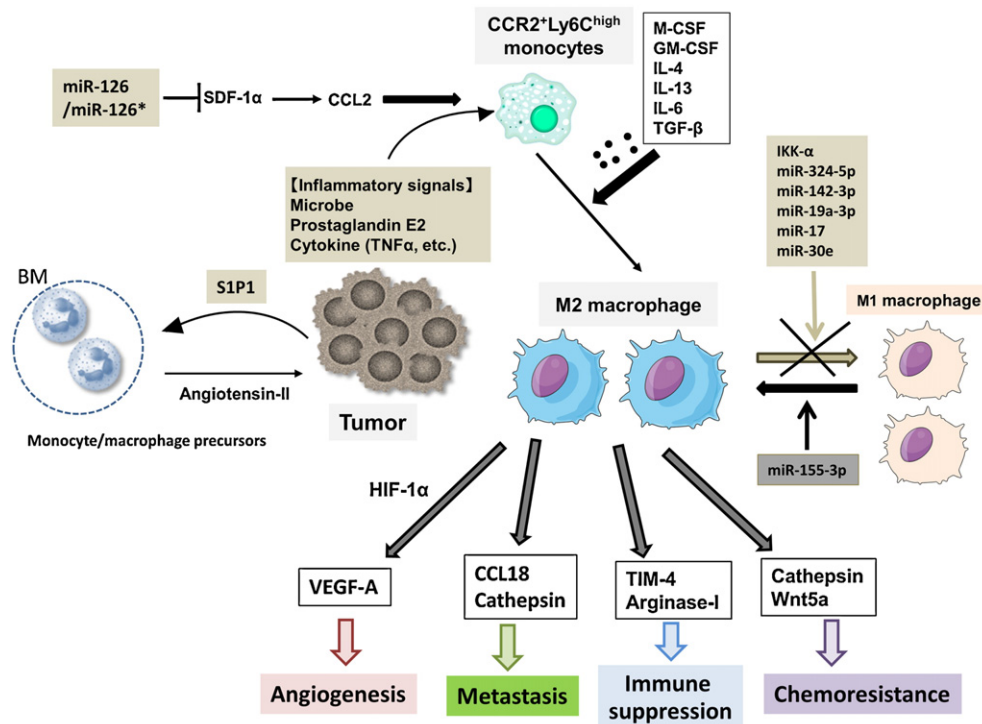 CCR2⁺Ly6Cʰⁱᵍʰ
monocytes
M-CSF
GM-CSF
IL-4
IL-13
IL-6
TGF-β
miR-126
/miR-126*
SDF-1α
CCL2
【Inflammatory signals】
Microbe
Prostaglandin E2
Cytokine (TNFα, etc.)
IKK-α
miR-324-5p
miR-142-3p
miR-19a-3p
miR-17
miR-30e
BM
S1P1
M2 macrophage
M1 macrophage
Angiotensin-II
Tumor
Monocyte/macrophage precursors
miR-155-3p
HIF-1α
VEGF-A
CCL18
Cathepsin
TIM-4
Arginase-I
Cathepsin
Wnt5a
Angiogenesis
Metastasis
Immune
suppression
Chemoresistance